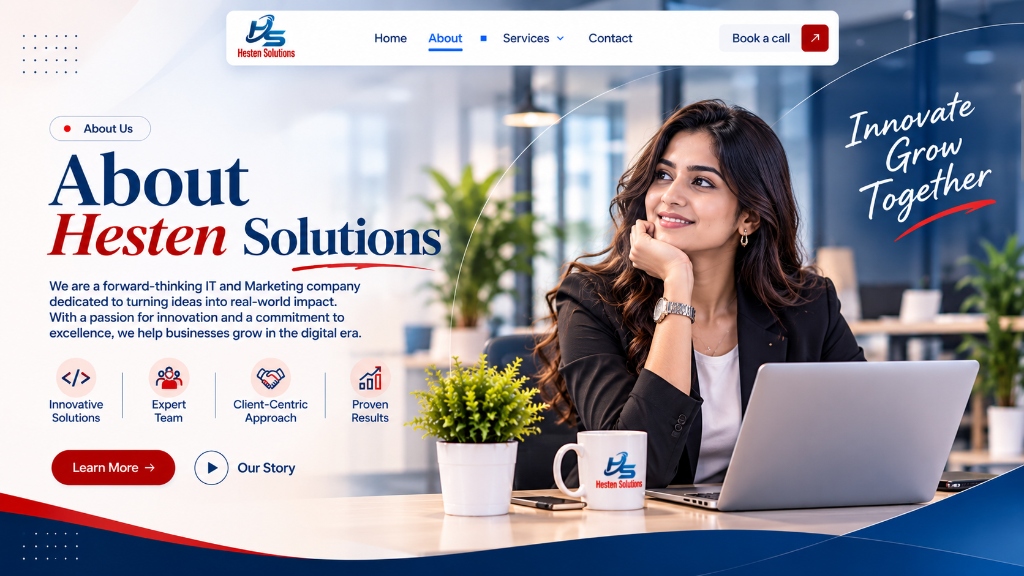 HS
Hesten Solutions
Home
About
Services
Contact
Book a call
About Us
About
Hesten Solutions
We are a forward-thinking IT and Marketing company
dedicated to turning ideas into real-world impact.
With a passion for innovation and a commitment to
excellence, we help businesses grow in the digital era.
Innovative
Solutions
Expert
Team
Client-Centric
Approach
Proven
Results
Learn More →
Our Story
Innovate
Grow
Together
HS
Hesten Solutions